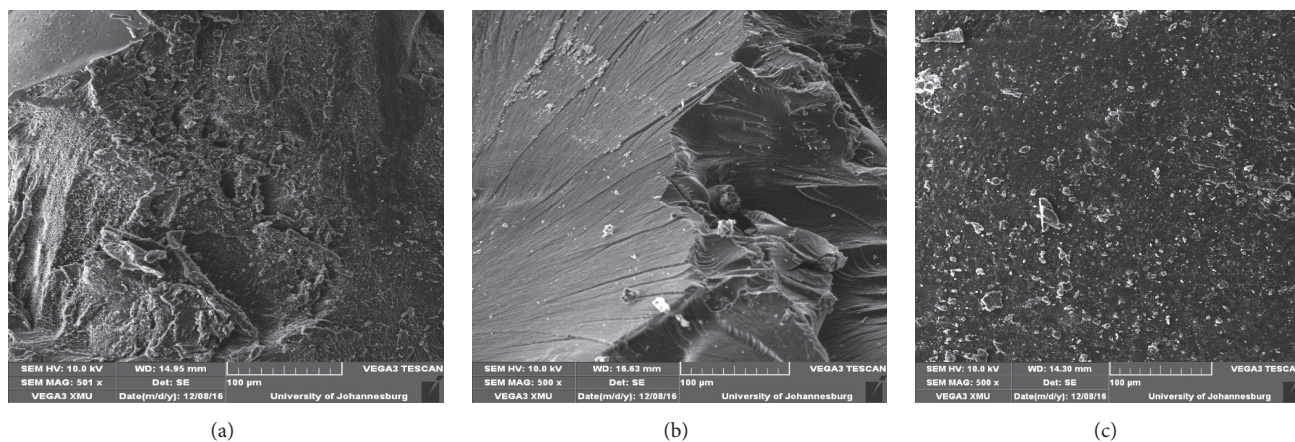 SEM HV: 10.0 kV WD: 14.95 mm VEGA3 TESCAN
SEM MAG: 501 x Det: SE 100 µm
VEGA3 XMU Date(m/d/y): 12/08/16 University of Johannesburg
(a)
SEM HV: 10.0 kV WD: 16.63 mm VEGA3 TESCAN
SEM MAG: 500 x Det: SE 100 µm
VEGA3 XMU Date(m/d/y): 12/08/16 University of Johannesburg
(b)
SEM HV: 10.0 kV WD: 14.30 mm VEGA3 TESCAN
SEM MAG: 500 x Det: SE 100 µm
VEGA3 XMU Date(m/d/y): 12/08/16 University of Johannesburg
(c)